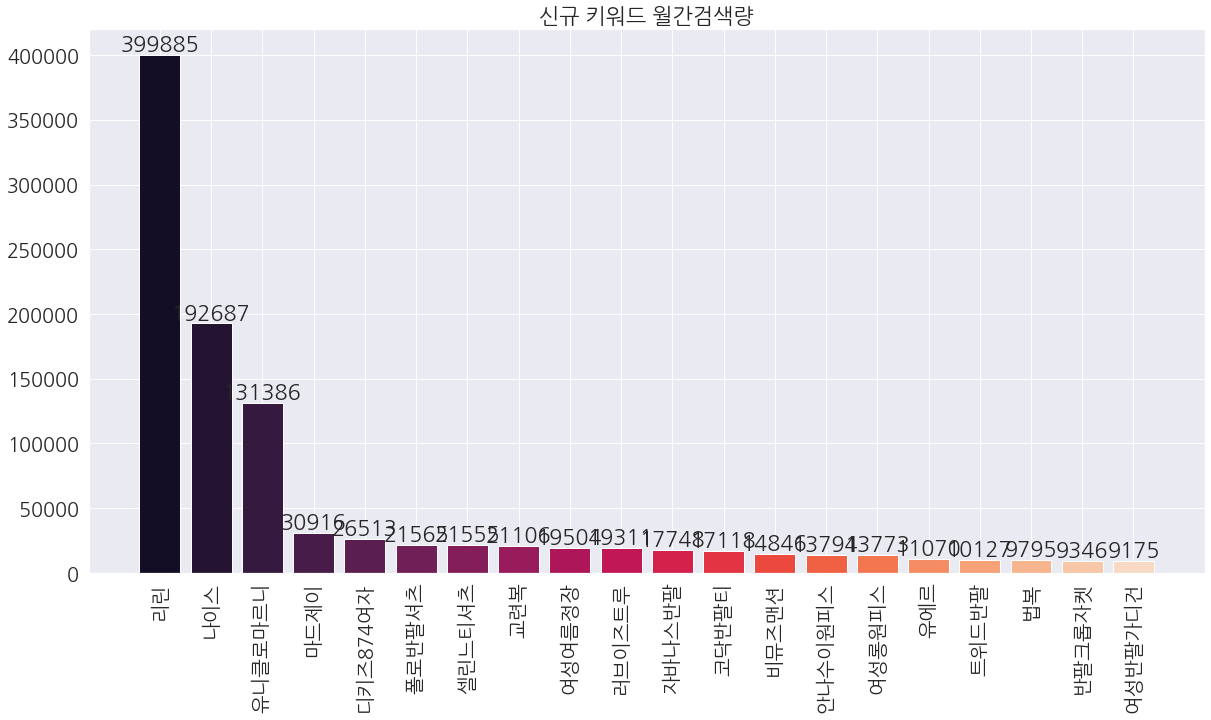 신규 키워드 월간검색량
400000
350000
300000
250000
200000
150000
100000
50000
0
399885
192687
131386
30916
26513
21565
21555
21106
19504
19311
17748
17118
14846
13794
13773
11070
10127
9795
9346
9175
리린
나이스
유니클로마르니
마드제이
디키즈874여자
폴로반팔셔츠
셀린느티셔츠
교련복
여성여름정장
러브이즈트루
자바나스반팔
코닥반팔티
비뮤즈맨션
안나수이원피스
여성롱원피스
유에르
트위드반팔
법복
반팔크롭자켓
여성반팔가디건